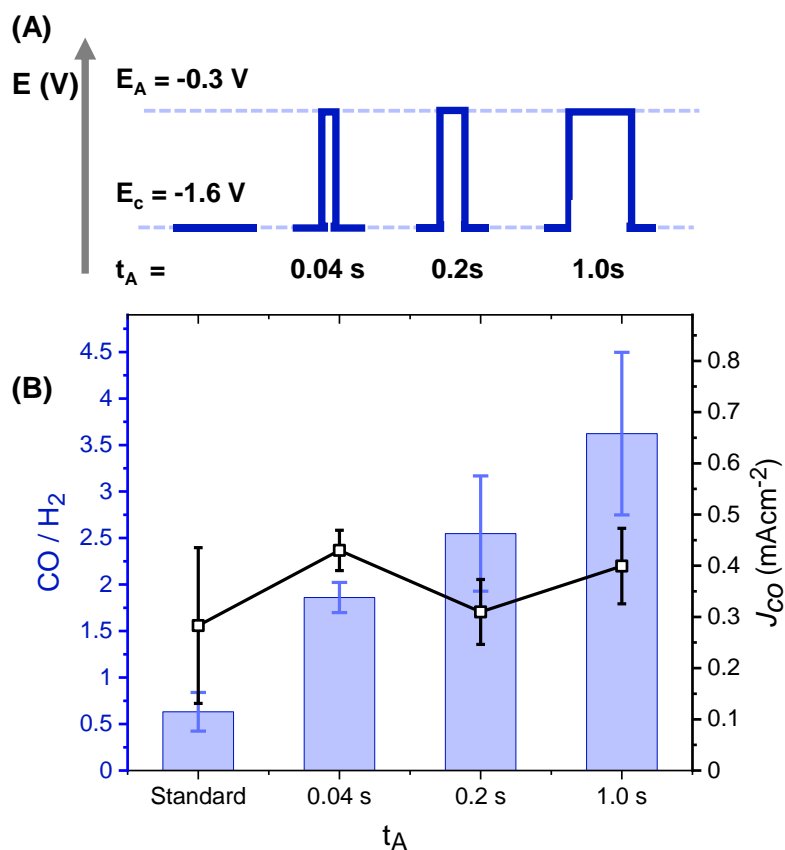 (A)
E (V)
E_A = -0.3 V
E_c = -1.6 V
t_A = 0.04 s 0.2s 1.0s
(B)
CO / H₂
4.5
4
3.5
3
2.5
2
1.5
1
0.5
0
0.8
0.7
0.6
0.5
0.4
0.3
0.2
0.1
0
J_CO (mAcm⁻²)
Standard 0.04 s 0.2 s 1.0 s
t_A